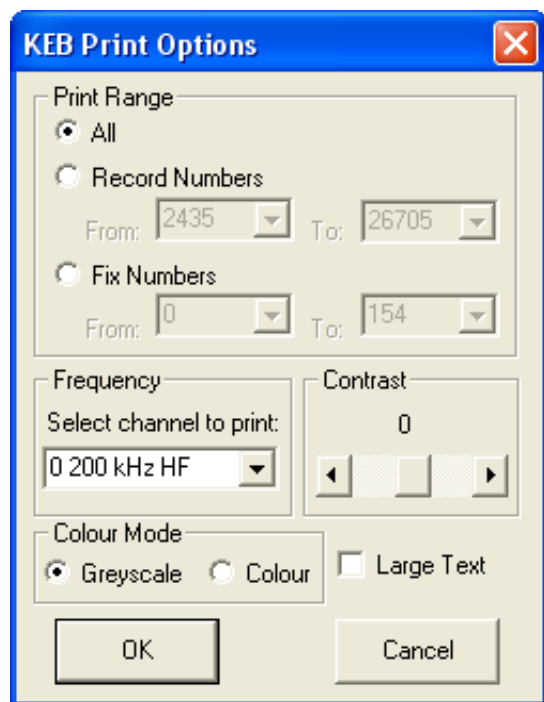 KEB Print Options
Print Range
All
Record Numbers
From: 2435 To: 26705
Fix Numbers
From: 0 To: 154
Frequency
Select channel to print:
0 200 kHz HF
Contrast
0
Colour Mode
Greyscale Colour
Large Text
OK Cancel